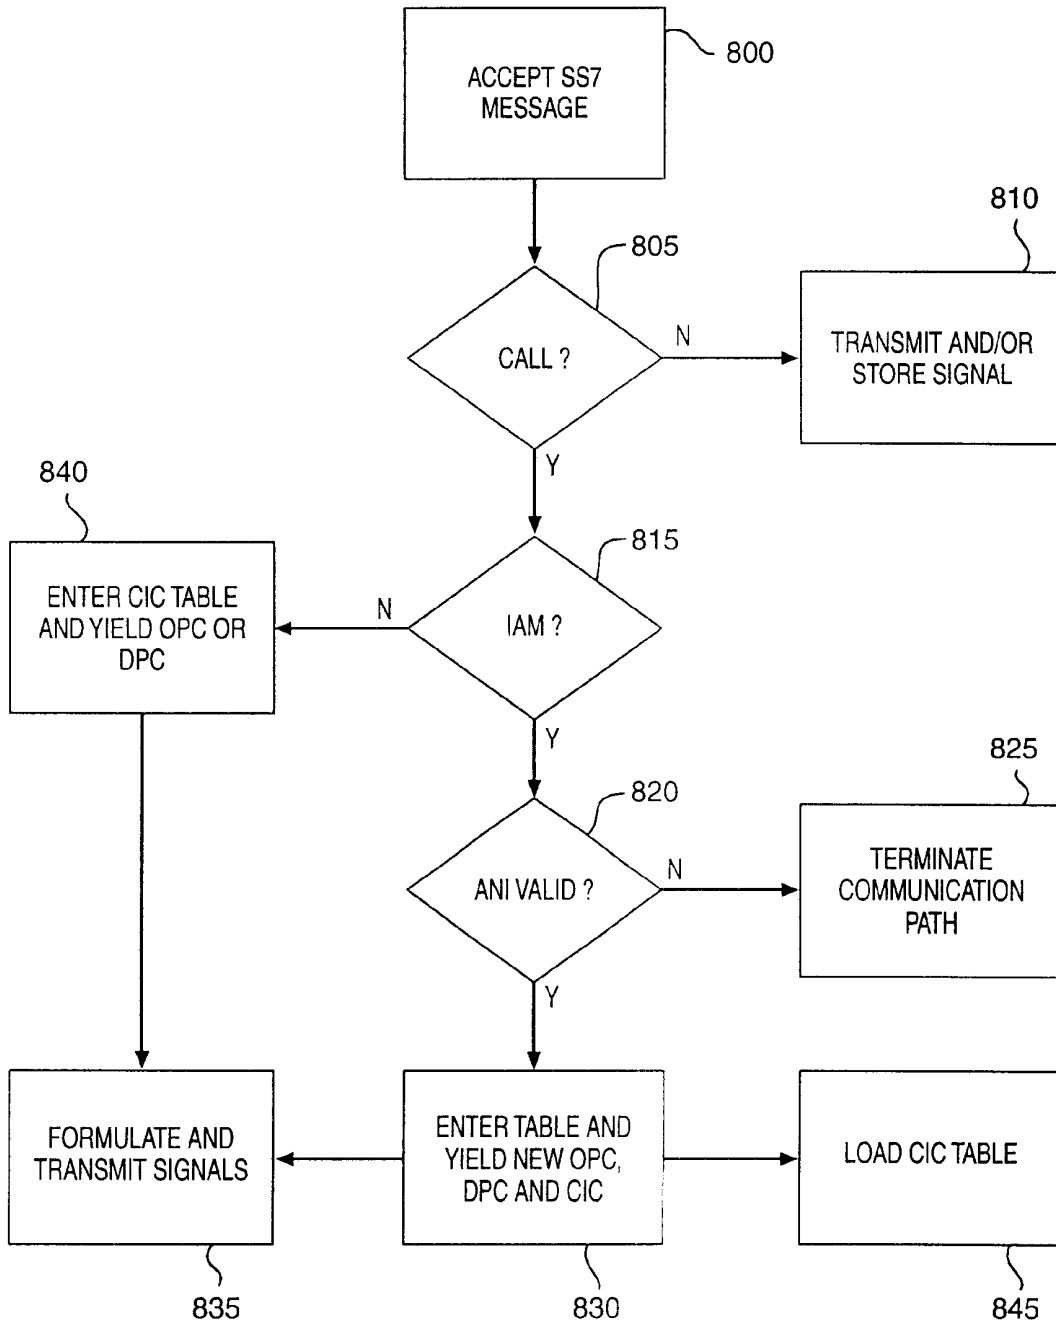 ACCEPT SS7
MESSAGE
800
805
CALL ?
N
810
TRANSMIT AND/OR
STORE SIGNAL
Y
840
ENTER CIC TABLE
AND YIELD OPC OR
DPC
N
815
IAM ?
Y
820
ANI VALID ?
N
825
TERMINATE
COMMUNICATION
PATH
Y
FORMULATE AND
TRANSMIT SIGNALS
835
ENTER TABLE AND
YIELD NEW OPC,
DPC AND CIC
830
LOAD CIC TABLE
845